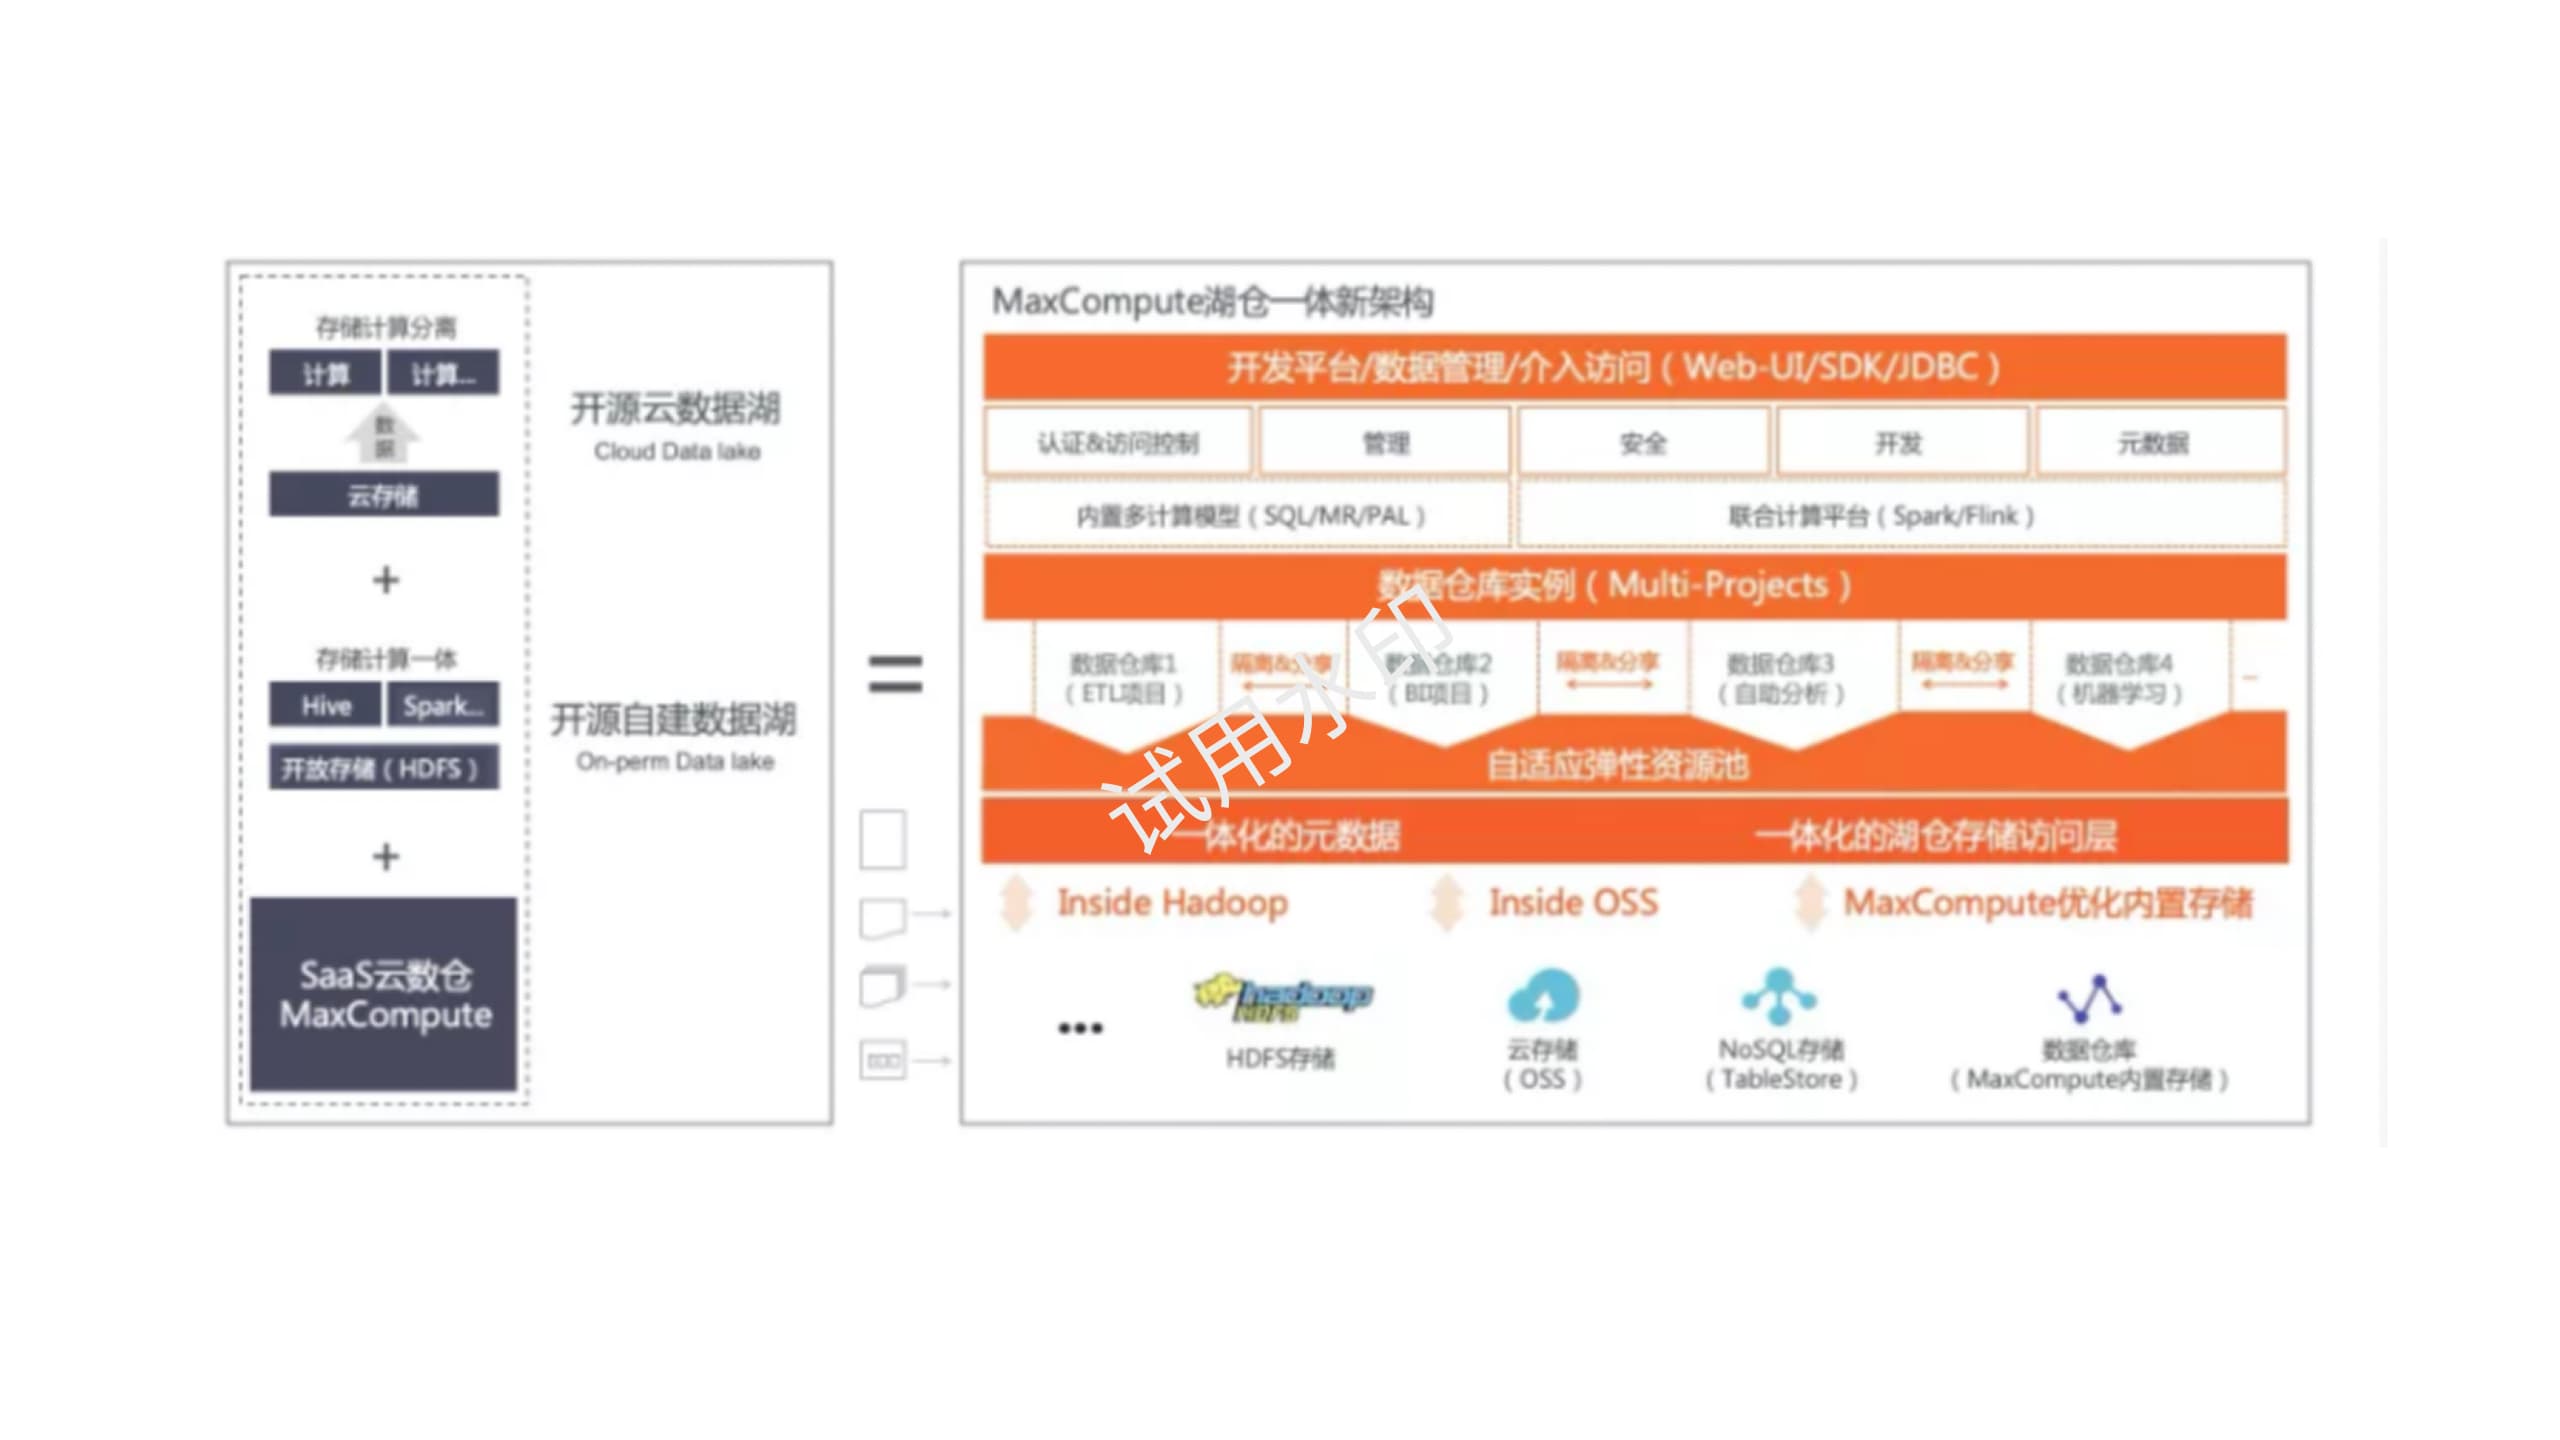 存储计算分离
计算
计算...
数
据
云存储
开源云数据湖
Cloud Data lake
+
存储计算一体
Hive
Spark...
开放存储（HDFS）
开源自建数据湖
On-perm Data lake
+
SaaS云数仓
MaxCompute
=
MaxCompute湖仓一体新架构
开发平台/数据管理/介入访问（Web-UI/SDK/JDBC）
认证&访问控制
管理
安全
开发
元数据
内置多计算模型（SQL/MR/PAL）
联合计算平台（Spark/Flink）
数据仓库实例（Multi-Projects）
数据仓库1
（ETL项目）
隔离&分享
数据仓库2
（BI项目）
隔离&分享
数据仓库3
（自助分析）
隔离&分享
数据仓库4
（机器学习）
自适应弹性资源池
一体化的元数据
一体化的湖仓存储访问层
Inside Hadoop
Inside OSS
MaxCompute优化内置存储
...
hadoop
HDFS
HDFS存储
云存储
（OSS）
NoSQL存储
（TableStore）
数据仓库
（MaxCompute内置存储）
试用水印